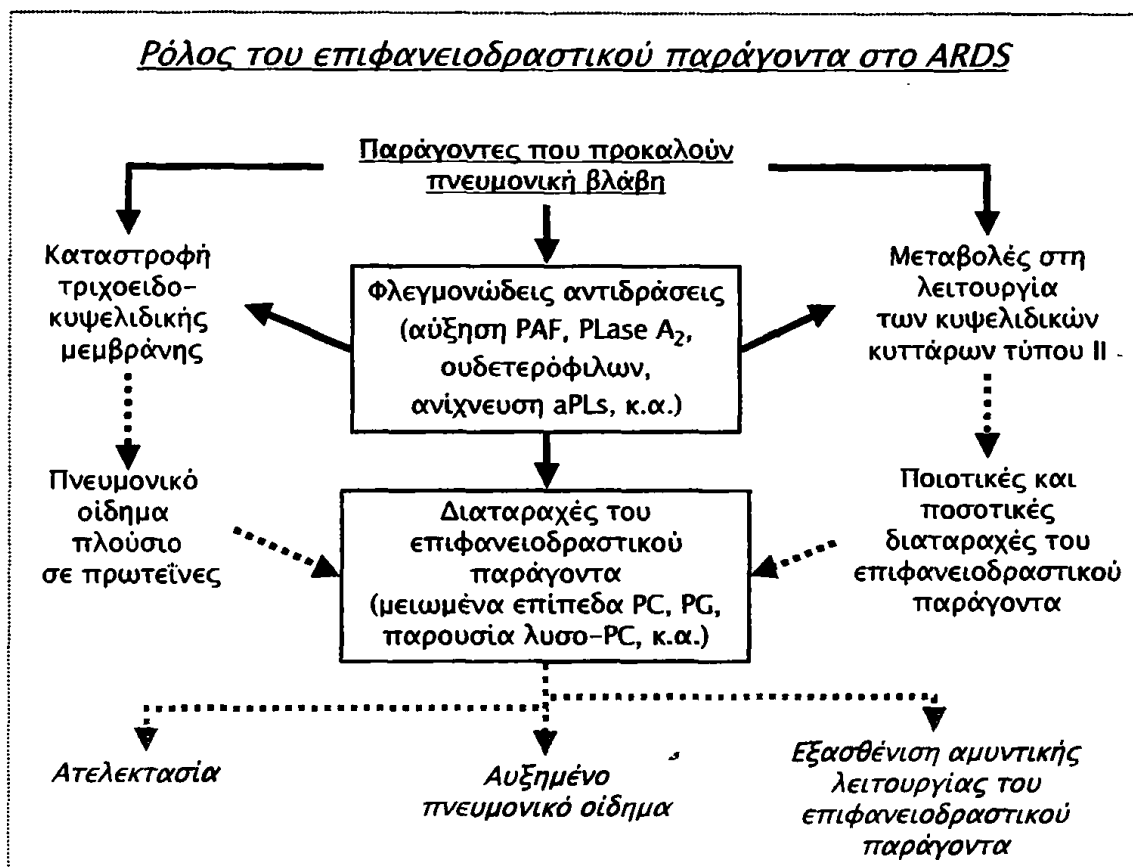 Ρόλος του επιφανειοδραστικού παράγοντα στο ARDS
Παράγοντες που προκαλούν
πνευμονική βλάβη
Καταστροφή
τριχοειδο-
κυψελιδικής
μεμβράνης
Φλεγμονώδεις αντιδράσεις
(αύξηση PAF, PLase A₂,
ουδετερόφιλων,
ανίχνευση aPLs, κ.α.)
Μεταβολές στη
λειτουργία
των κυψελιδικών
κυττάρων τύπου ΙΙ
Πνευμονικό
οίδημα
πλούσιο
σε πρωτεΐνες
Διαταραχές του
επιφανειοδραστικού
παράγοντα
(μειωμένα επίπεδα PC, PG,
παρουσία λυσο-PC, κ.α.)
Ποιοτικές και
ποσοτικές
διαταραχές του
επιφανειοδραστικού
παράγοντα
Ατελεκτασία
Αυξημένο
πνευμονικό οίδημα
Εξασθένιση αμυντικής
λειτουργίας του
επιφανειοδραστικού
παράγοντα